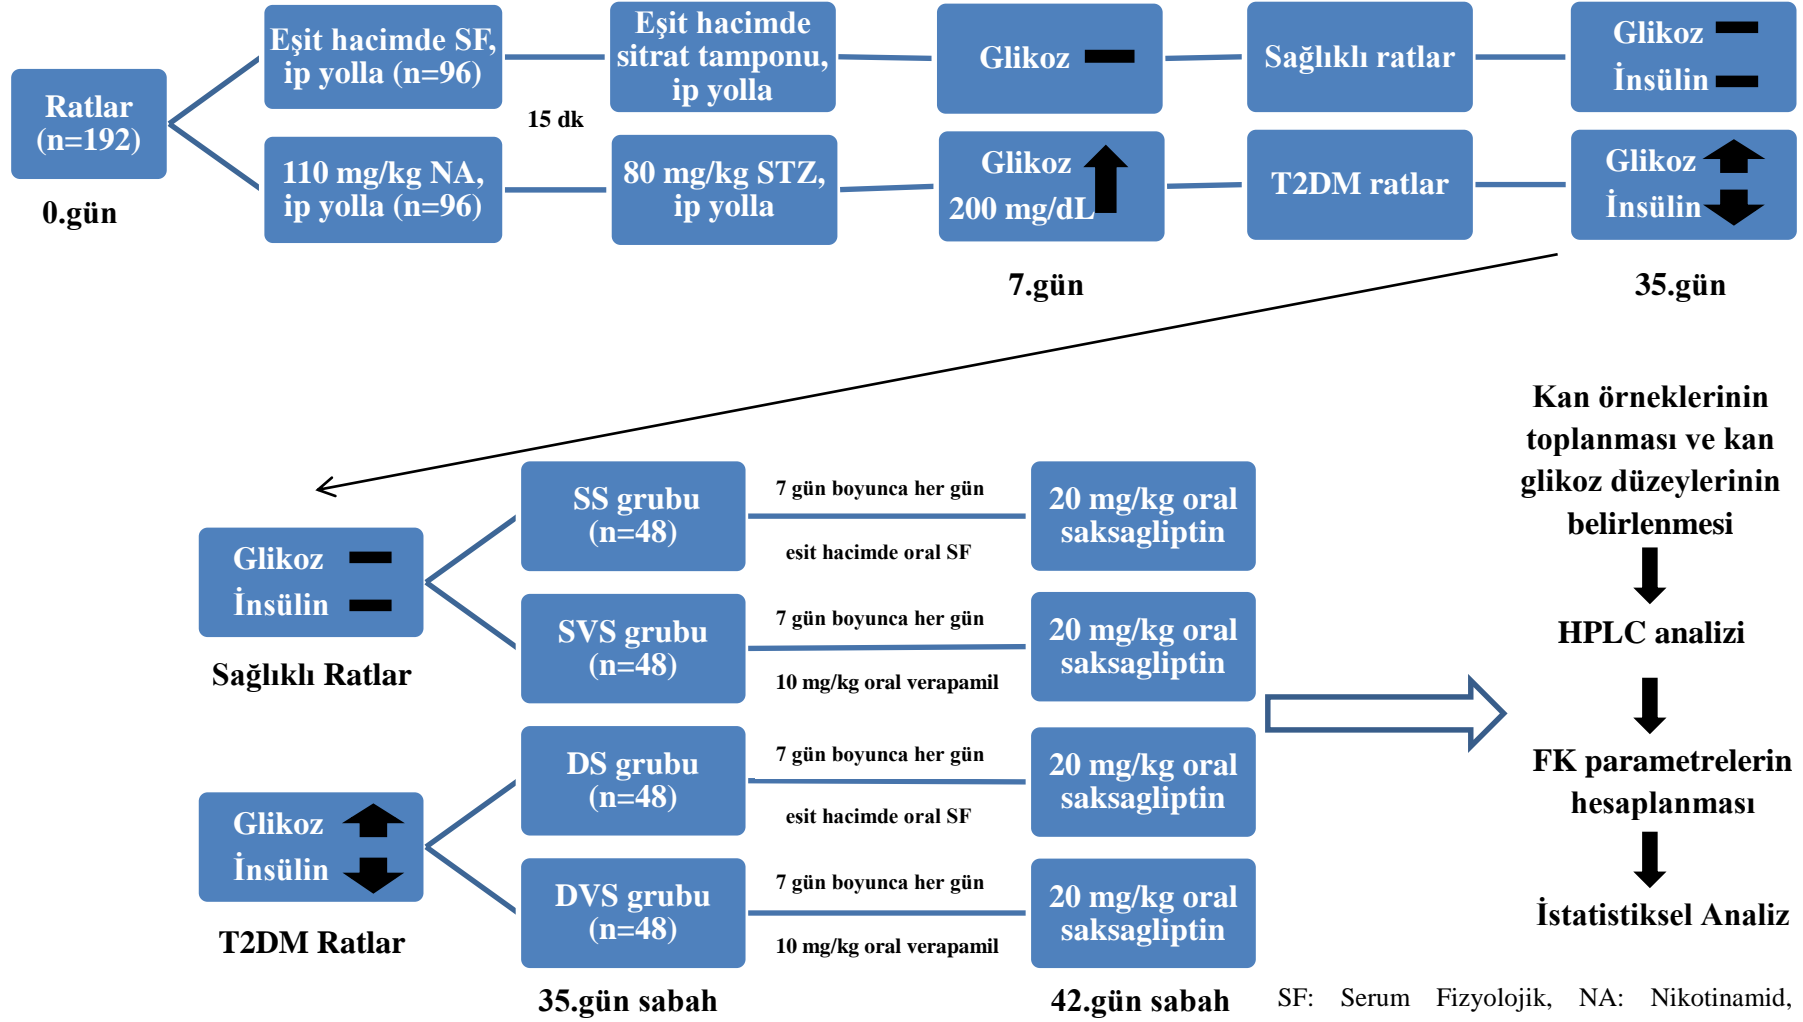 Ratlar
(n=192)
0.gün
Eşit hacimde SF,
ip yolla (n=96)
15 dk
Eşit hacimde
sitrat tamponu,
ip yolla
Glikoz
Sağlıklı ratlar
Glikoz
İnsülin
110 mg/kg NA,
ip yolla (n=96)
80 mg/kg STZ,
ip yolla
Glikoz
200 mg/dL
T2DM ratlar
Glikoz
İnsülin
7.gün
35.gün
Glikoz
İnsülin
Sağlıklı Ratlar
SS grubu
(n=48)
7 gün boyunca her gün
esit hacimde oral SF
20 mg/kg oral
saksagliptin
SVS grubu
(n=48)
7 gün boyunca her gün
10 mg/kg oral verapamil
20 mg/kg oral
saksagliptin
Glikoz
İnsülin
T2DM Ratlar
DS grubu
(n=48)
7 gün boyunca her gün
esit hacimde oral SF
20 mg/kg oral
saksagliptin
DVS grubu
(n=48)
7 gün boyunca her gün
10 mg/kg oral verapamil
20 mg/kg oral
saksagliptin
35.gün sabah
42.gün sabah
Kan örneklerinin
toplanması ve kan
glikoz düzeylerinin
belirlenmesi
HPLC analizi
FK parametrelerin
hesaplanması
İstatistiksel Analiz
SF: Serum Fizyolojik, NA: Nikotinamid,